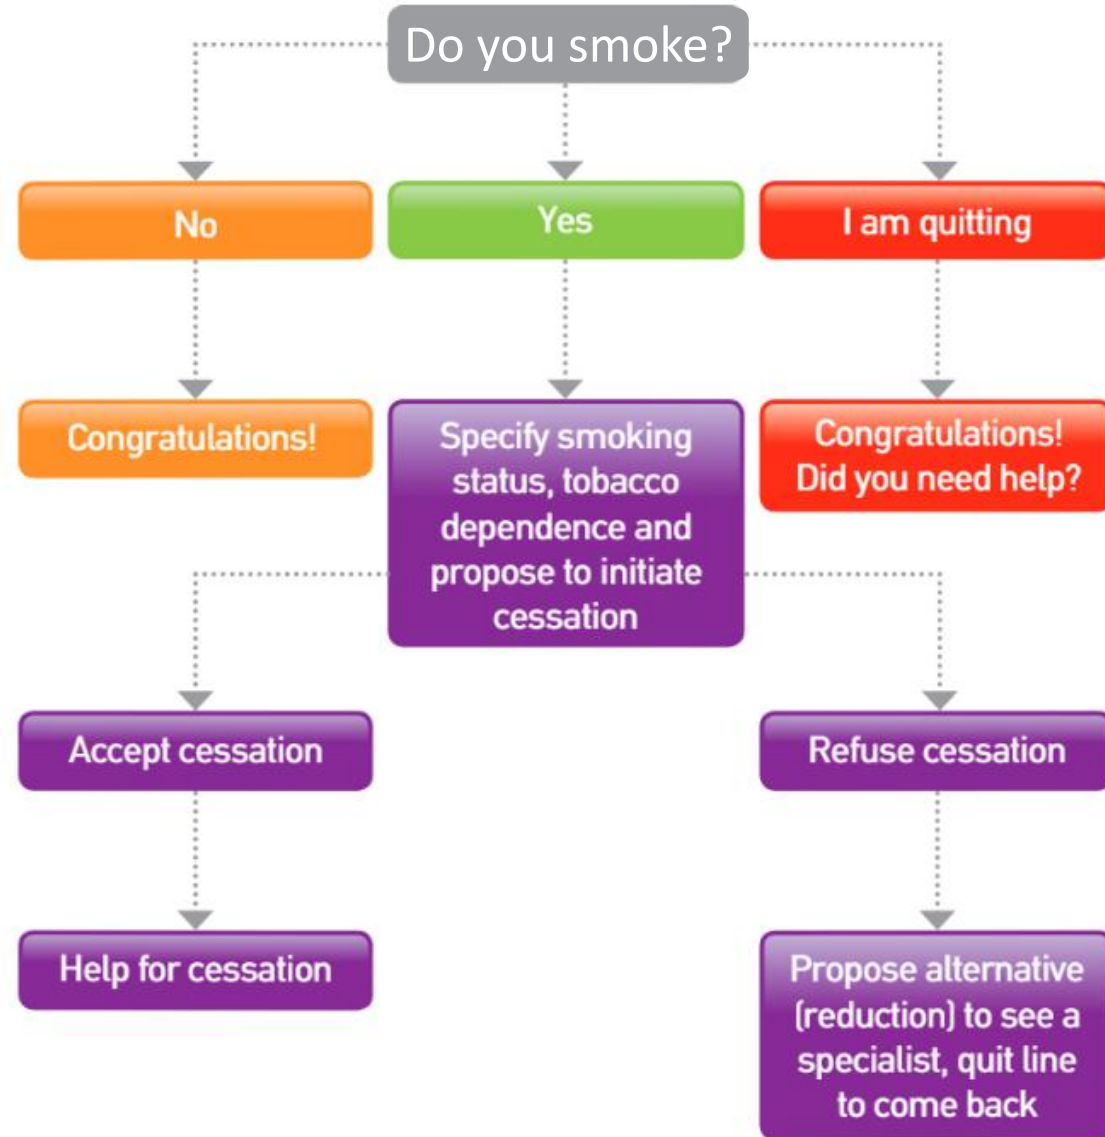 Do you smoke?
No
Yes
I am quitting
Congratulations!
Specify smoking
status, tobacco
dependence and
propose to initiate
cessation
Congratulations!
Did you need help?
Accept cessation
Refuse cessation
Help for cessation
Propose alternative
(reduction) to see a
specialist, quit line
to come back